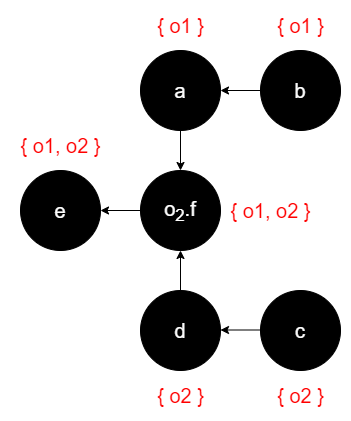 { o1 } { o1 }
a b
{ o1, o2 }
e o₂.f { o1, o2 }
d c
{ o2 } { o2 }